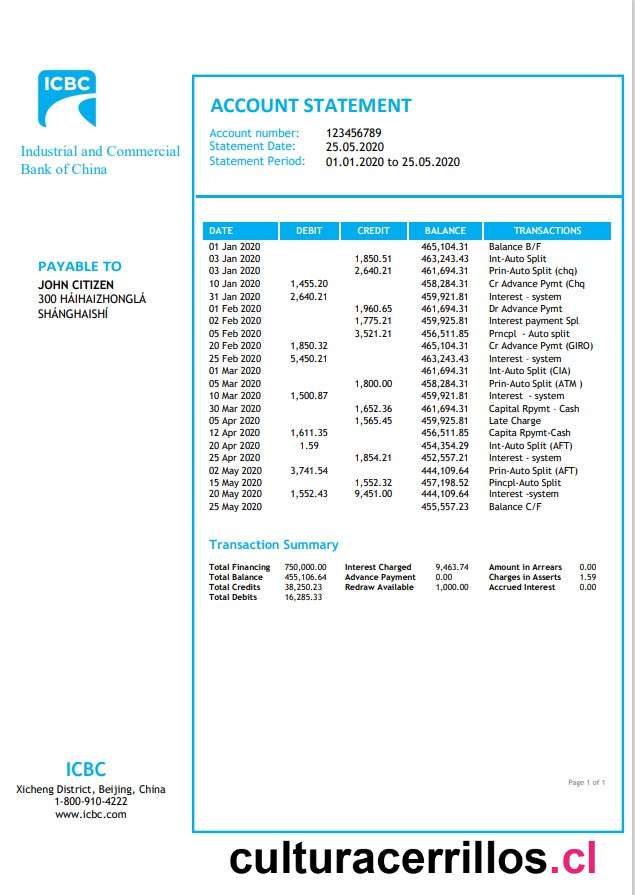 ICBC
Industrial and Commercial
Bank of China
PAYABLE TO
JOHN CITIZEN
300 HÁIHAIZHONGLÁ
SHÁNGHAISHÍ
ACCOUNT STATEMENT
Account number: 123456789
Statement Date: 25.05.2020
Statement Period: 01.01.2020 to 25.05.2020
DATE DEBIT CREDIT BALANCE TRANSACTIONS
01 Jan 2020 465,104.31 Balance B/F
03 Jan 2020 1,850.51 463,243.43 Int-Auto Split
03 Jan 2020 2,640.21 461,694.31 Prin-Auto Split (chq)
10 Jan 2020 1,455.20 458,284.31 Cr Advance Pymt (Chq
31 Jan 2020 2,640.21 459,921.81 Interest - system
01 Feb 2020 1,960.65 461,694.31 Dr Advance Pymt
02 Feb 2020 1,775.21 459,925.81 Interest payment Spl
05 Feb 2020 3,521.21 456,511.85 Prncpl - Auto split
20 Feb 2020 1,850.32 465,104.31 Cr Advance Pymt (GIRO)
25 Feb 2020 5,450.21 463,243.43 Interest - system
01 Mar 2020 461,694.31 Int-Auto Split (CIA)
05 Mar 2020 1,800.00 458,284.31 Prin-Auto Split (ATM )
10 Mar 2020 1,500.87 459,921.81 Interest - system
30 Mar 2020 1,652.36 461,694.31 Capital Rpymt - Cash
05 Apr 2020 1,565.45 459,925.81 Late Charge
12 Apr 2020 1,611.35 456,511.85 Capita Rpymt-Cash
20 Apr 2020 1.59 454,354.29 Int-Auto Split (AFT)
25 Apr 2020 1,854.21 452,557.21 Interest - system
02 May 2020 3,741.54 444,109.64 Prin-Auto Split (AFT)
15 May 2020 1,552.32 457,198.52 Pincpl-Auto Split
20 May 2020 1,552.43 9,451.00 444,109.64 Interest -system
25 May 2020 455,557.23 Balance C/F
Transaction Summary
Total Financing 750,000.00 Interest Charged 9,463.74 Amount in Arrears 0.00
Total Balance 455,106.64 Advance Payment 0.00 Charges in Asserts 1.59
Total Credits 38,250.23 Redraw Available 1,000.00 Accrued Interest 0.00
Total Debits 16,285.33
ICBC
Xicheng District, Beijing, China
1-800-910-4222
www.icbc.com
Page 1 of 1
culturacerrillos.cl